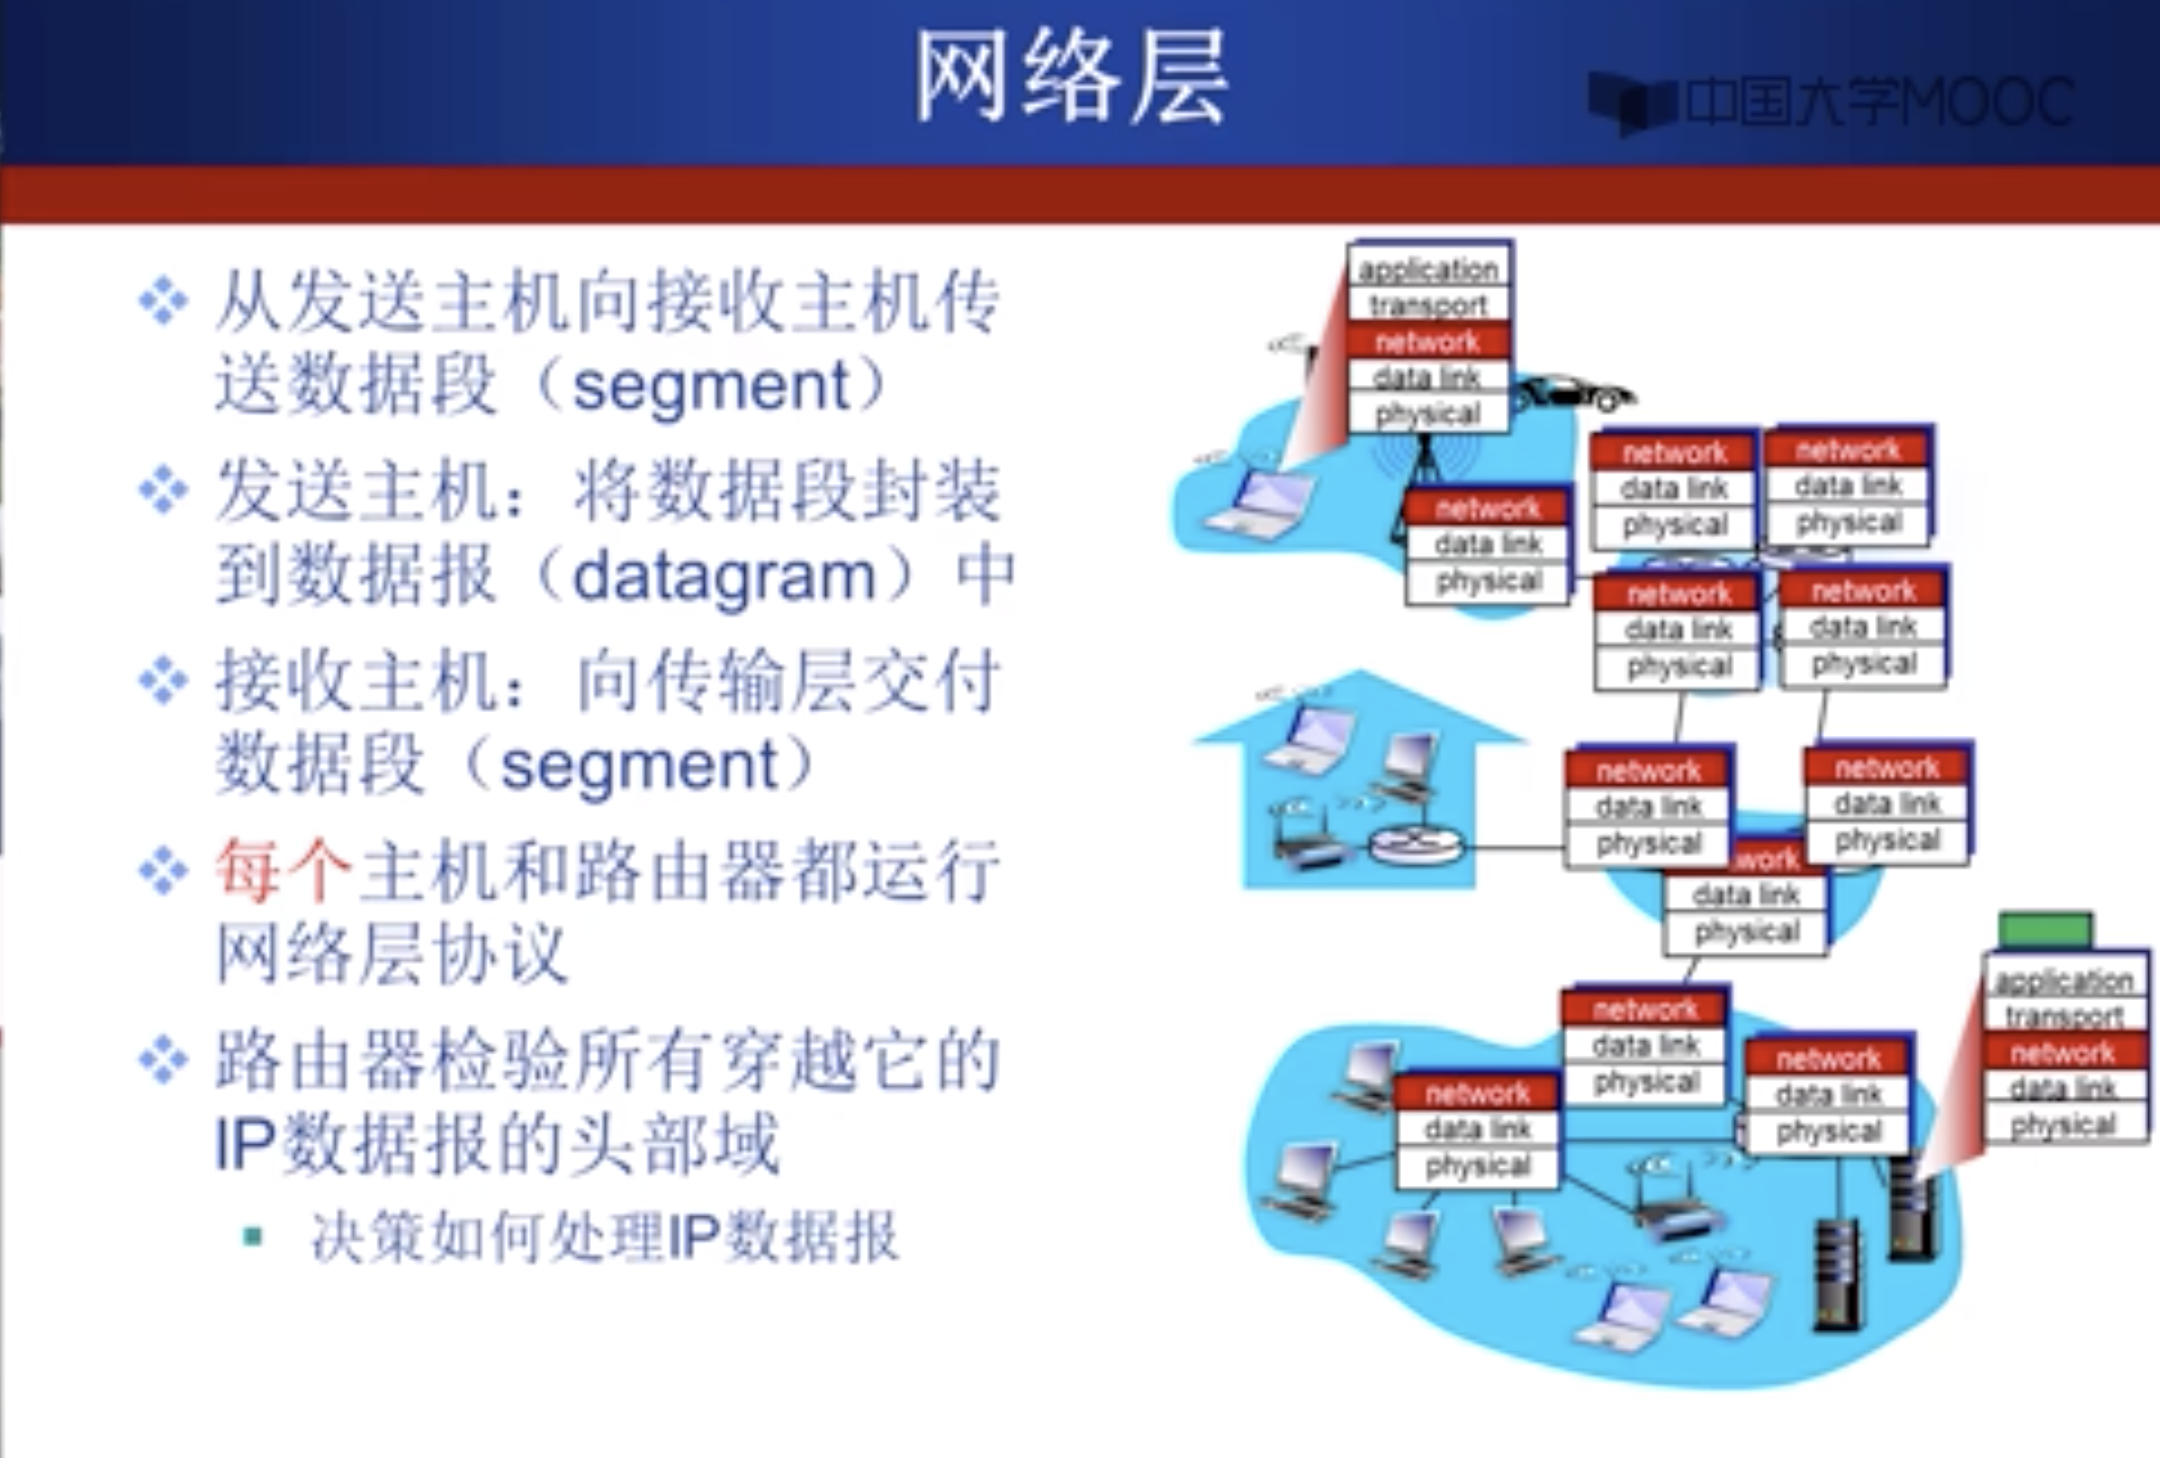 网络层
中国大学MOOC
从发送主机向接收主机传
送数据段（segment）
发送主机：将数据段封装
到数据报（datagram）中
接收主机：向传输层交付
数据段（segment）
每个主机和路由器都运行
网络层协议
路由器检验所有穿越它的
IP数据报的头部域
决策如何处理IP数据报
application
transport
network
data link
physical
network
data link
physical
network
data link
physical
network
data link
physical
network
data link
physical
network
data link
physical
network
data link
physical
network
data link
physical
work
data link
physical
network
data link
physical
network
data link
physical
network
data link
physical
application
transport
network
data link
physical